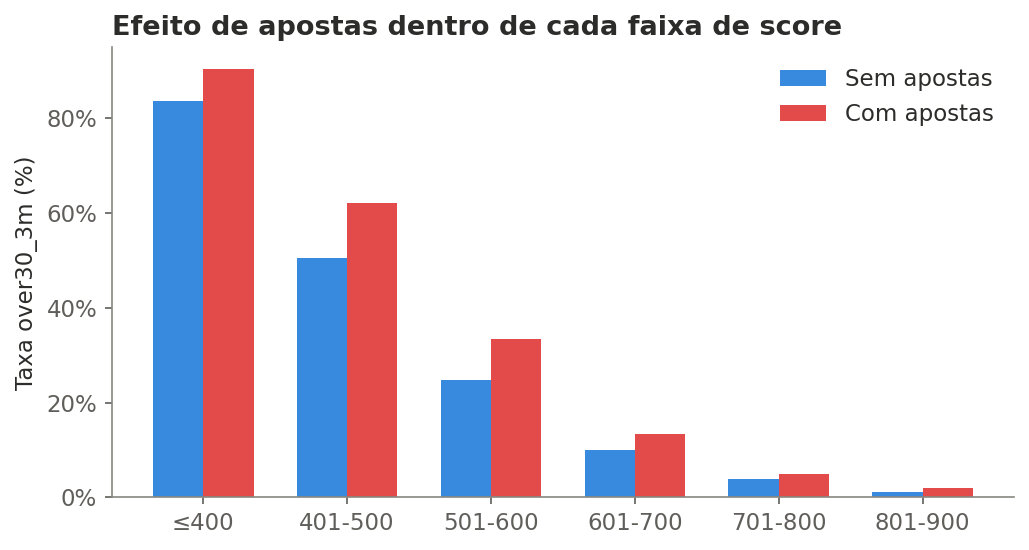 Efeito de apostas dentro de cada faixa de score
Sem apostas
Com apostas
Taxa over30_3m (%)
80%
60%
40%
20%
0%
≤400
401-500
501-600
601-700
701-800
801-900